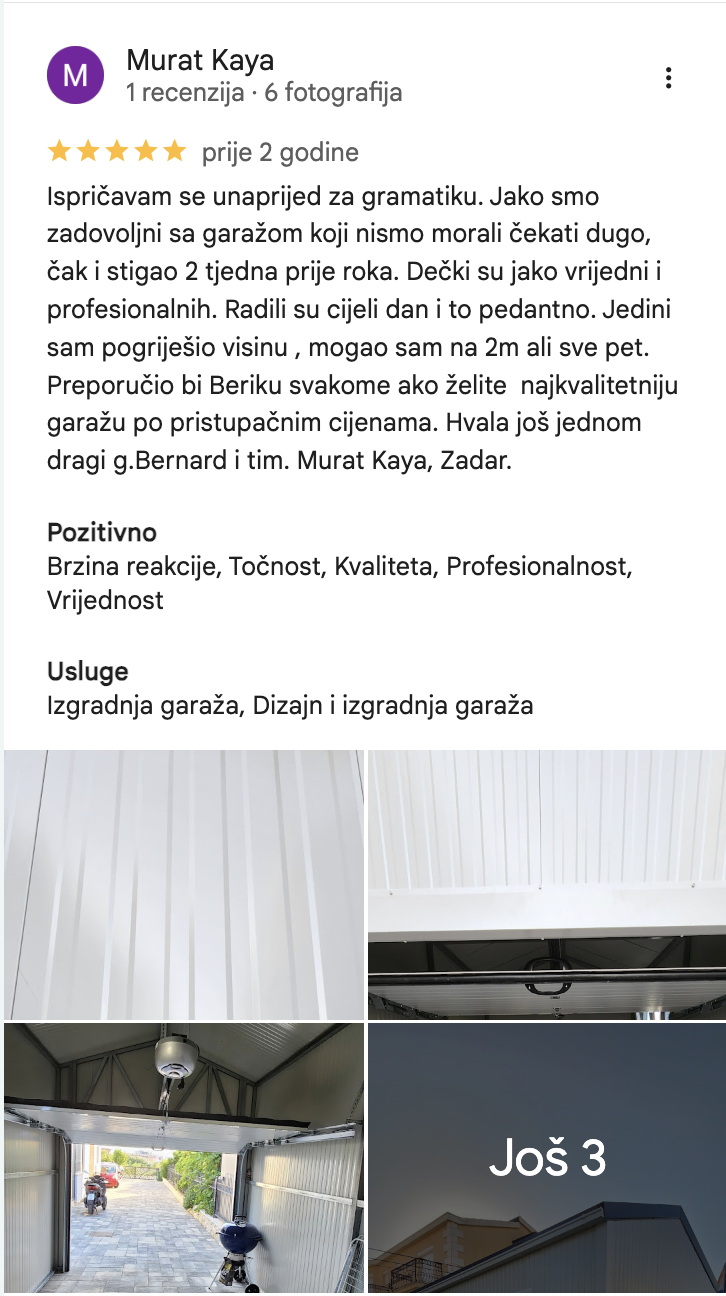 M
Murat Kaya
1 recenzija · 6 fotografija
prije 2 godine
Ispričavam se unaprijed za gramatiku. Jako smo
zadovoljni sa garažom koji nismo morali čekati dugo,
čak i stigao 2 tjedna prije roka. Dečki su jako vrijedni i
profesionalnih. Radili su cijeli dan i to pedantno. Jedini
sam pogriješio visinu , mogao sam na 2m ali sve pet.
Preporučio bi Beriku svakome ako želite  najkvalitetniju
garažu po pristupačnim cijenama. Hvala još jednom
dragi g.Bernard i tim. Murat Kaya, Zadar.
Pozitivno
Brzina reakcije, Točnost, Kvaliteta, Profesionalnost,
Vrijednost
Usluge
Izgradnja garaža, Dizajn i izgradnja garaža
Još 3